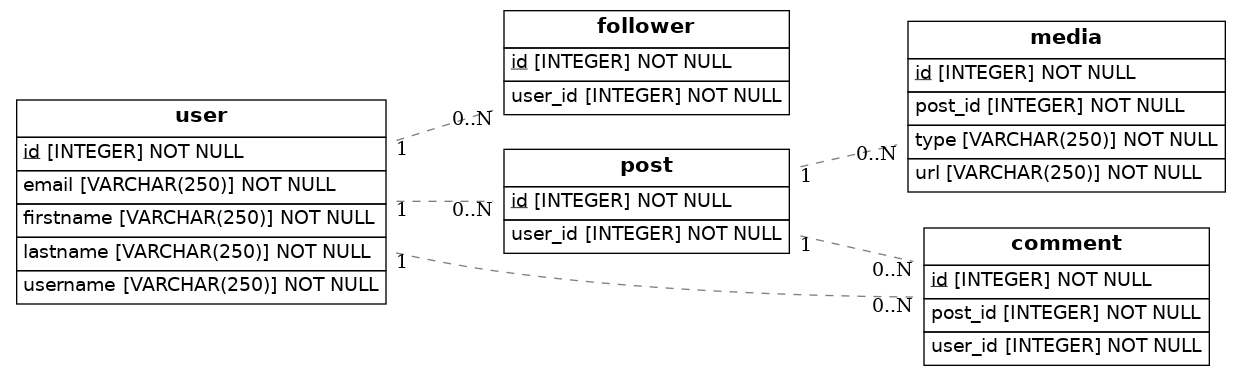 user
id [INTEGER] NOT NULL
email [VARCHAR(250)] NOT NULL
firstname [VARCHAR(250)] NOT NULL
lastname [VARCHAR(250)] NOT NULL
username [VARCHAR(250)] NOT NULL
1
0..N
1
0..N
1
0..N
follower
id [INTEGER] NOT NULL
user_id [INTEGER] NOT NULL
post
id [INTEGER] NOT NULL
user_id [INTEGER] NOT NULL
1
0..N
1
0..N
media
id [INTEGER] NOT NULL
post_id [INTEGER] NOT NULL
type [VARCHAR(250)] NOT NULL
url [VARCHAR(250)] NOT NULL
comment
id [INTEGER] NOT NULL
post_id [INTEGER] NOT NULL
user_id [INTEGER] NOT NULL